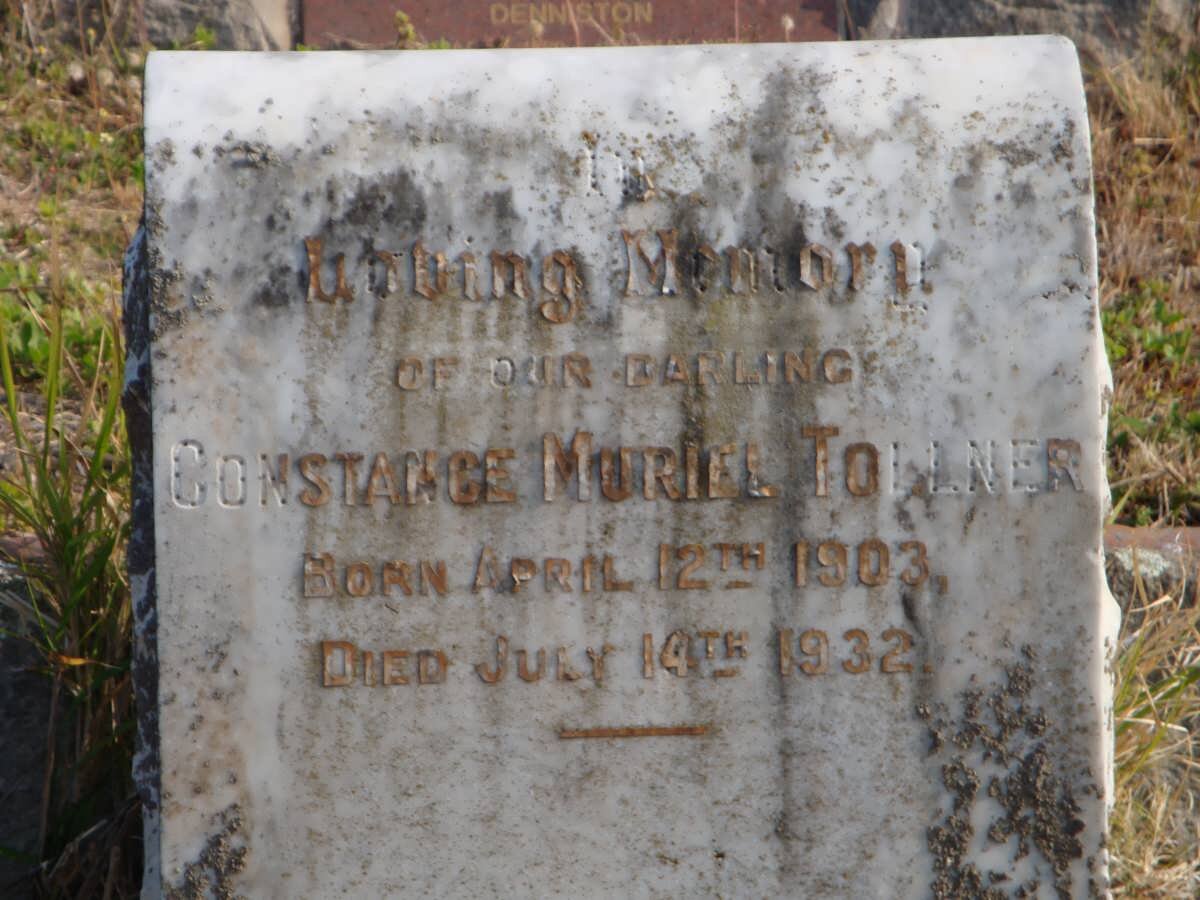 DENNISTON
In
Loving Memory
OF OUR DARLING
CONSTANCE MURIEL TOLLNER
BORN APRIL 12TH 1903,
DIED JULY 14TH 1932.